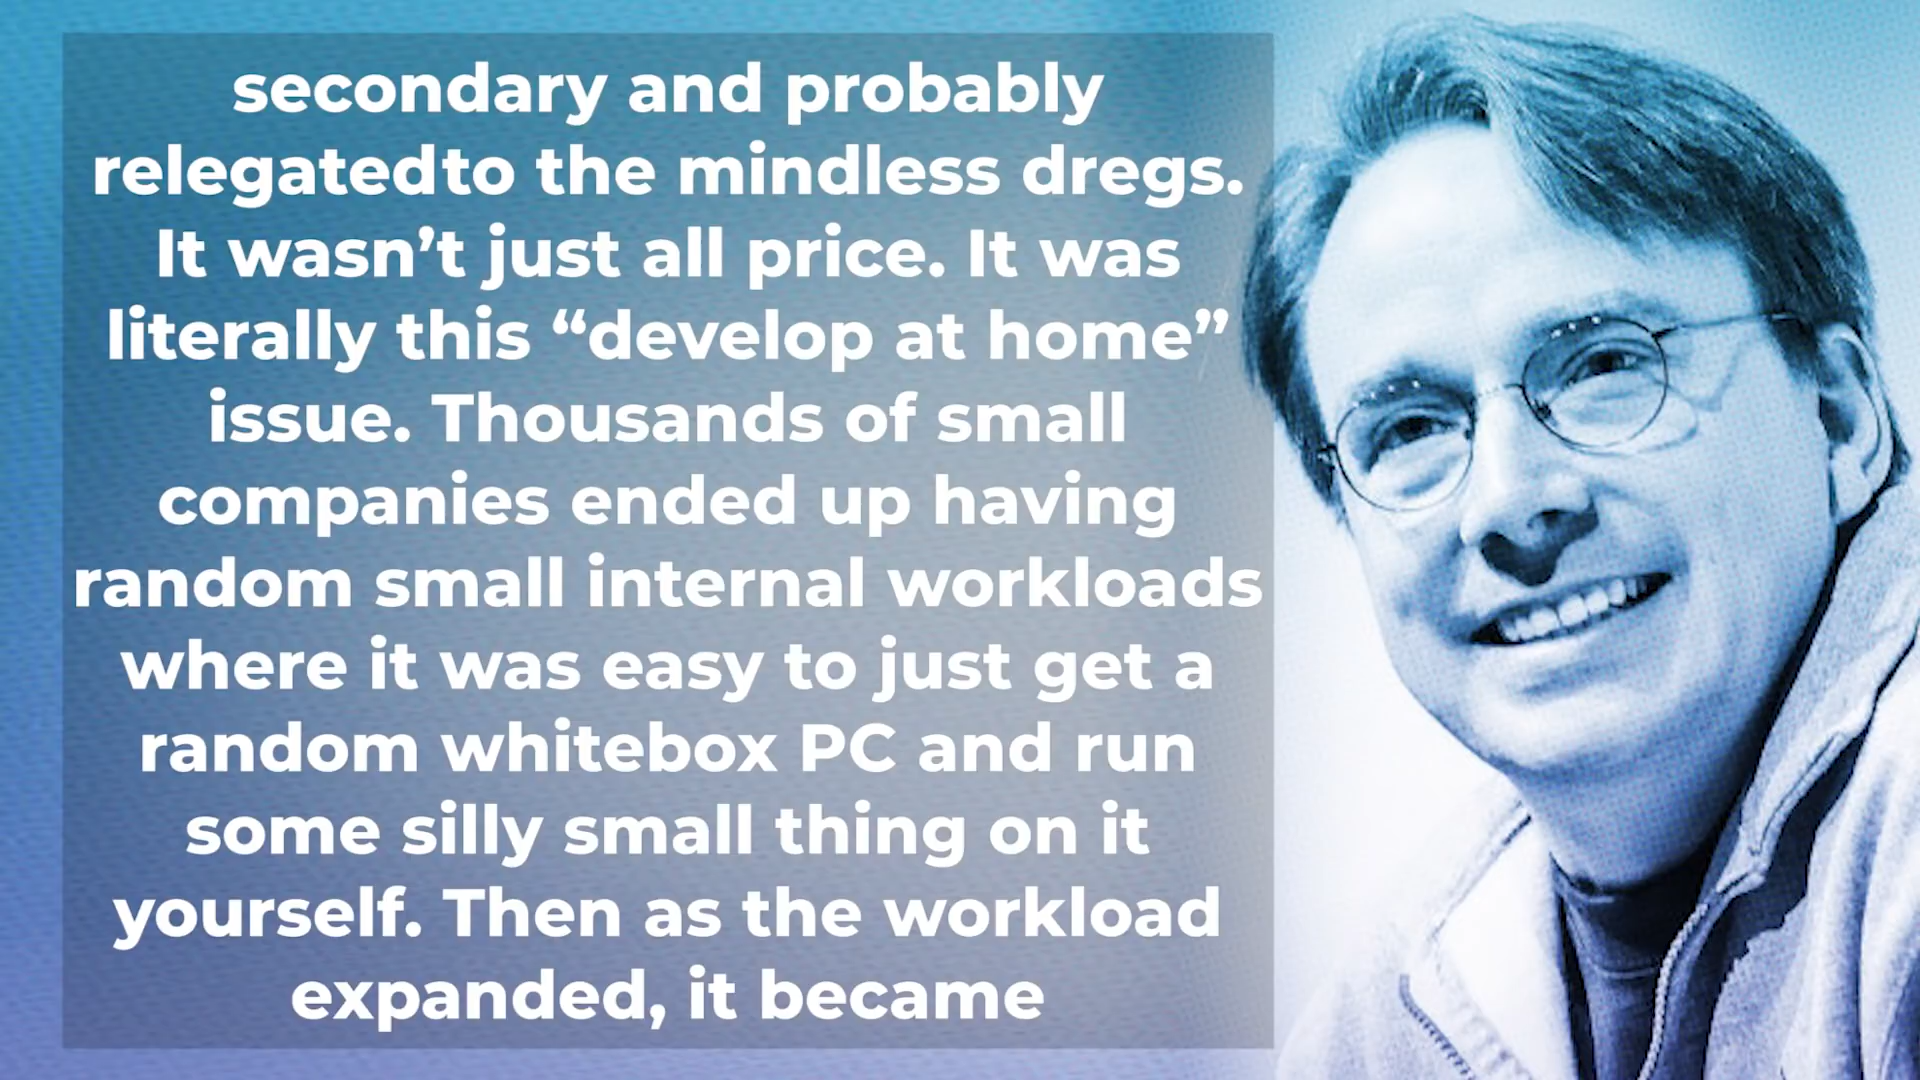 secondary and probably
relegatedto the mindless dregs.
It wasn’t just all price. It was
literally this “develop at home”
issue. Thousands of small
companies ended up having
random small internal workloads
where it was easy to just get a
random whitebox PC and run
some silly small thing on it
yourself. Then as the workload
expanded, it became